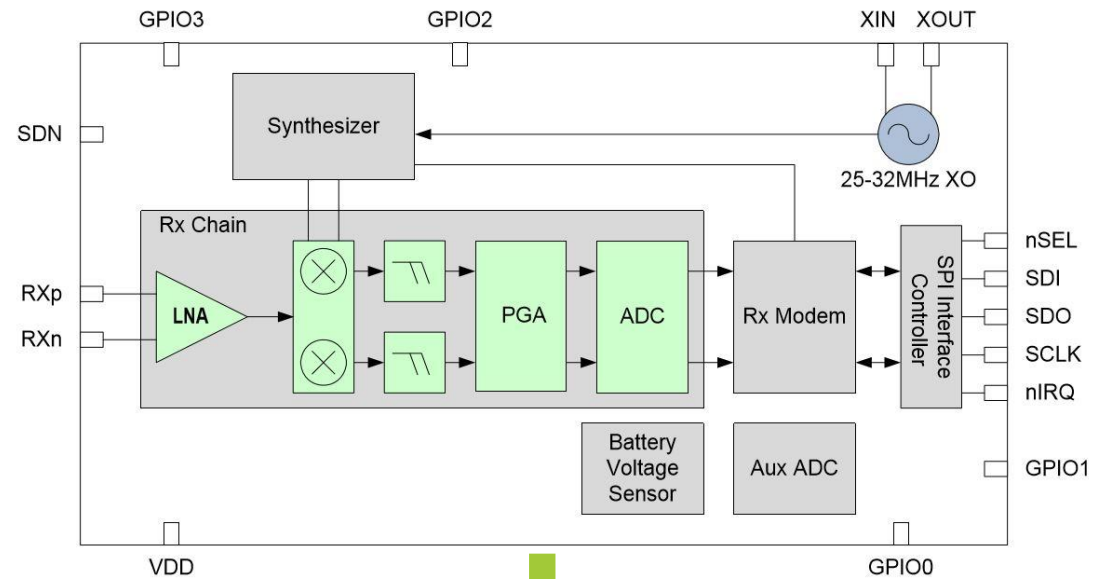 GPIO3
GPIO2
XIN
XOUT
SDN
Synthesizer
25-32MHz XO
Rx Chain
RXp
RXn
LNA
PGA
ADC
Rx Modem
SPI Interface
Controller
nSEL
SDI
SDO
SCLK
nIRQ
Battery
Voltage
Sensor
Aux ADC
GPIO1
VDD
GPIO0